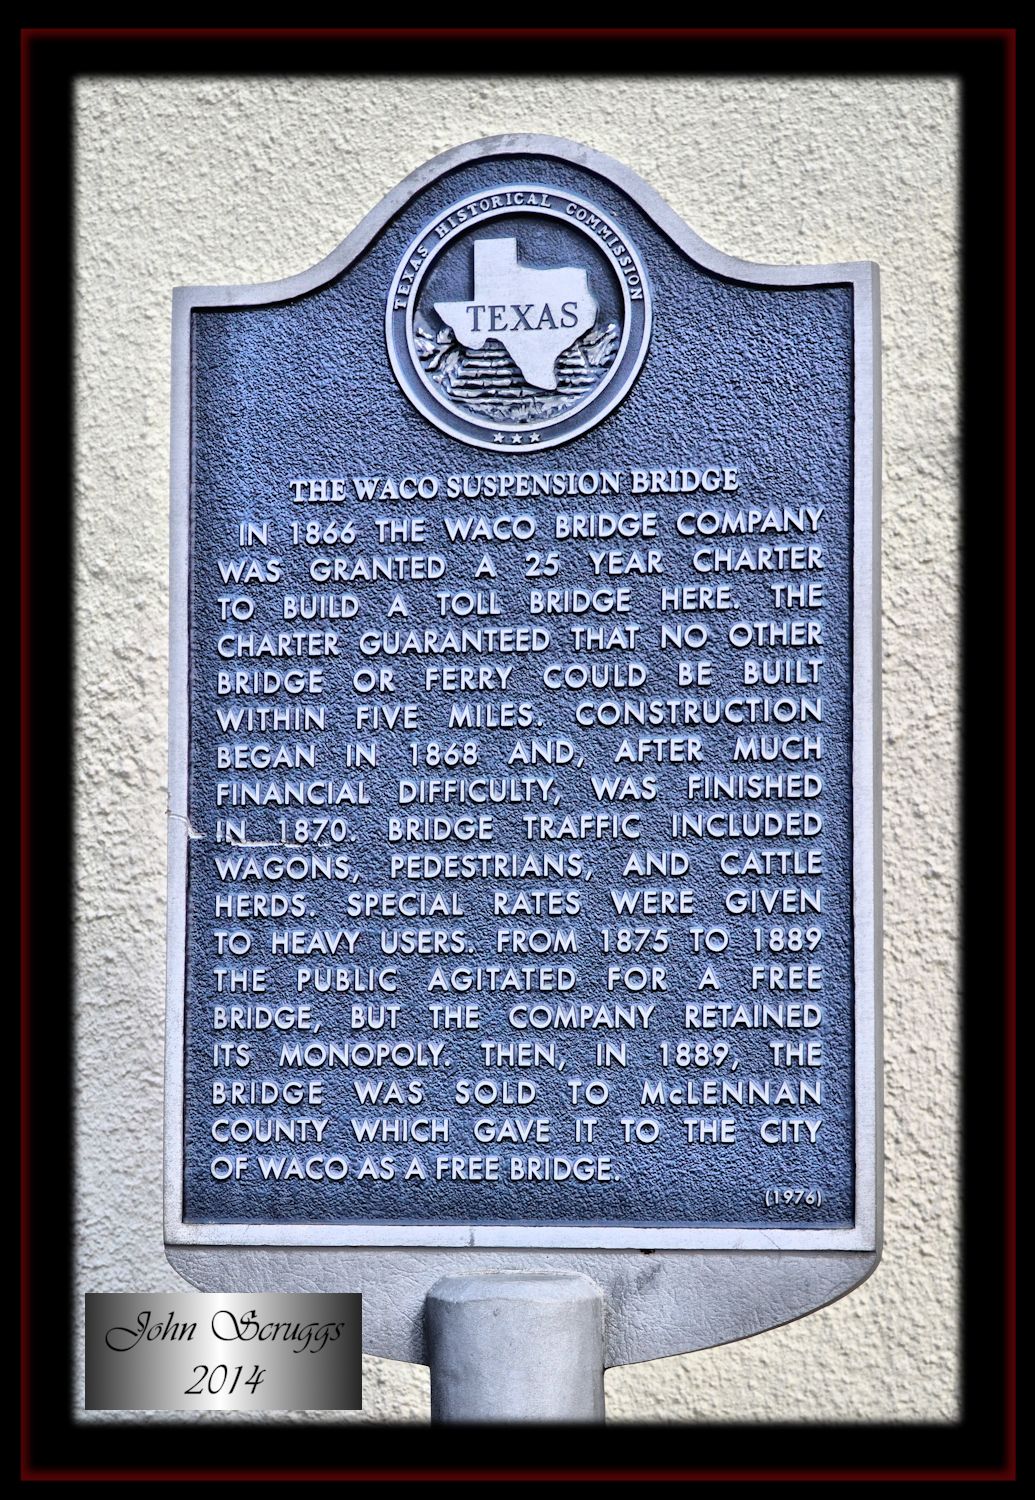 TEXAS HISTORICAL COMMISSION
TEXAS
THE WACO SUSPENSION BRIDGE
IN 1866 THE WACO BRIDGE COMPANY
WAS GRANTED A 25 YEAR CHARTER
TO BUILD A TOLL BRIDGE HERE. THE
CHARTER GUARANTEED THAT NO OTHER
BRIDGE OR FERRY COULD BE BUILT
WITHIN FIVE MILES. CONSTRUCTION
BEGAN IN 1868 AND, AFTER MUCH
FINANCIAL DIFFICULTY, WAS FINISHED
IN 1870. BRIDGE TRAFFIC INCLUDED
WAGONS, PEDESTRIANS, AND CATTLE
HERDS. SPECIAL RATES WERE GIVEN
TO HEAVY USERS. FROM 1875 TO 1889
THE PUBLIC AGITATED FOR A FREE
BRIDGE, BUT THE COMPANY RETAINED
ITS MONOPOLY. THEN, IN 1889, THE
BRIDGE WAS SOLD TO McLENNAN
COUNTY WHICH GAVE IT TO THE CITY
OF WACO AS A FREE BRIDGE.
(1976)
John Scruggs
2014